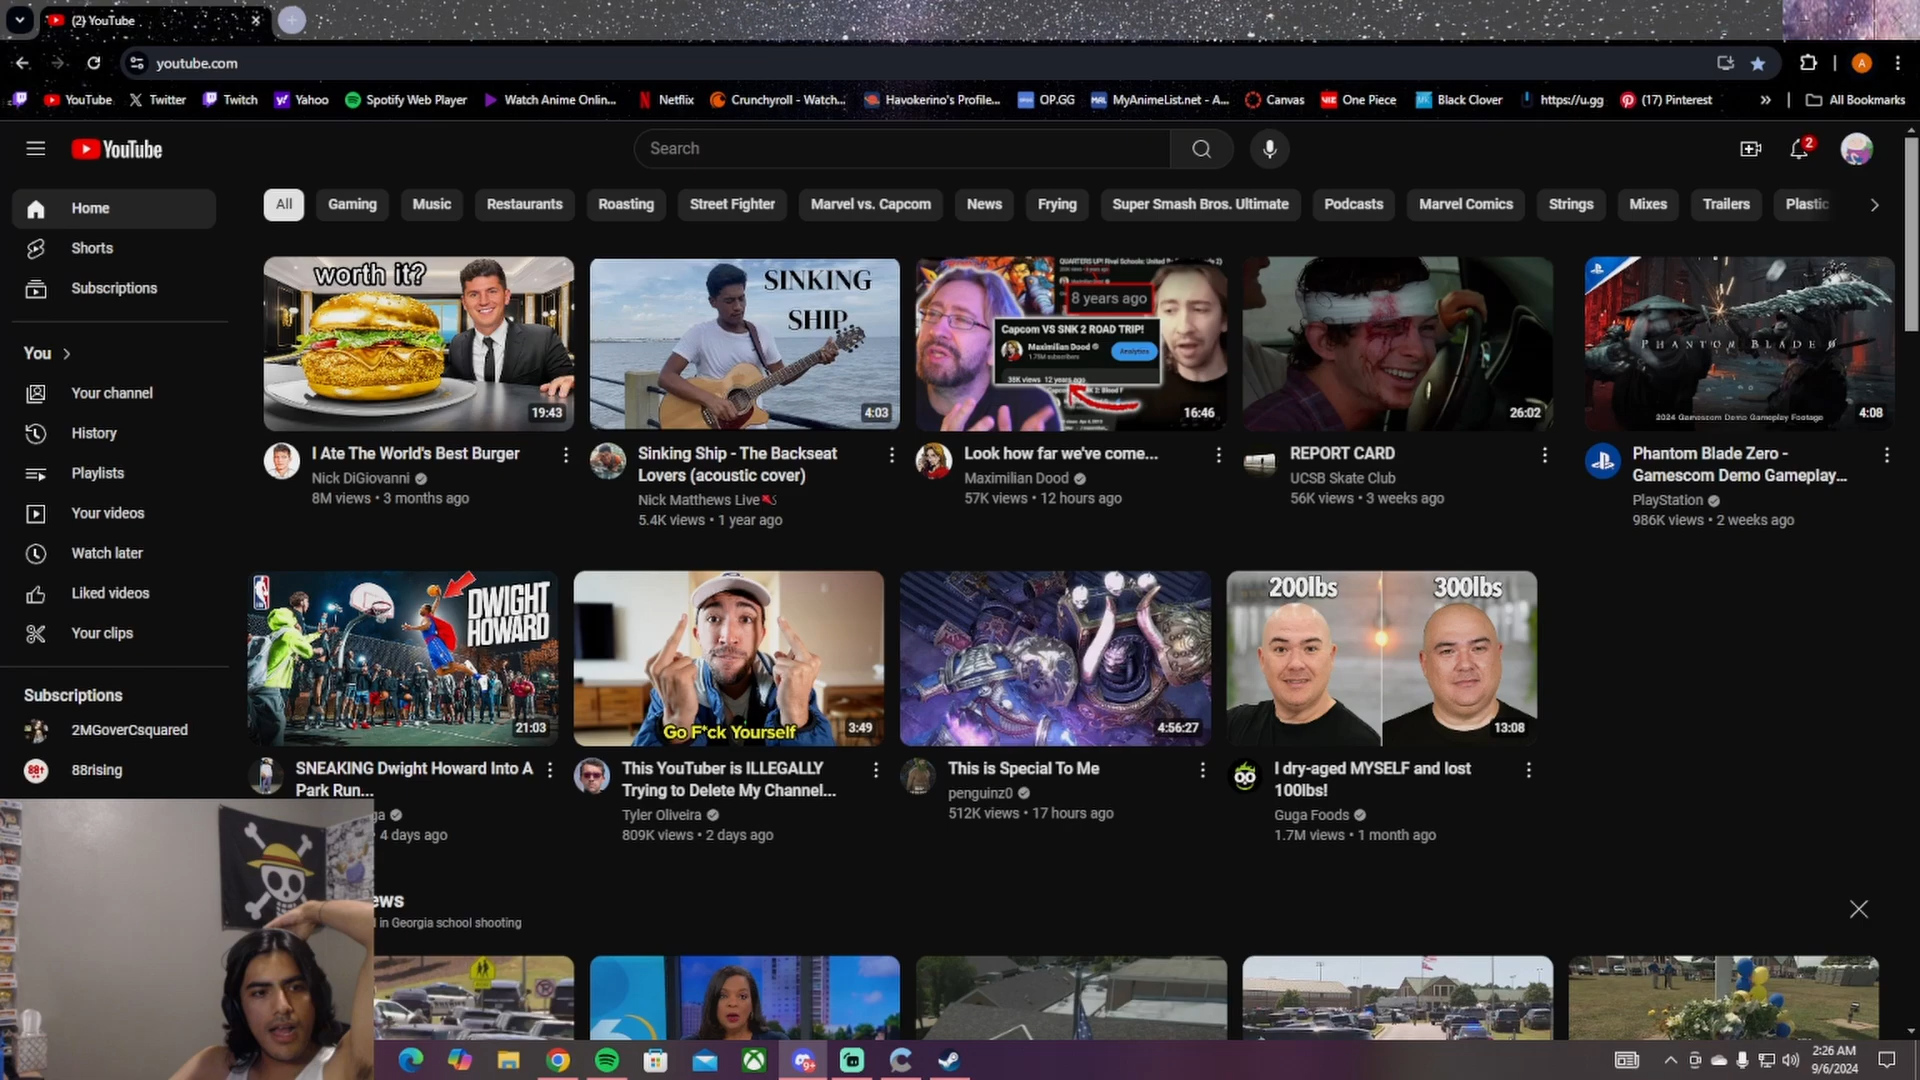 (2) YouTube
youtube.com
YouTube
Twitter
Twitch
Yahoo
Spotify Web Player
Watch Anime Onlin...
Netflix
Crunchyroll - Watch...
Havokerino's Profile...
OP.GG
MyAnimeList.net - A...
Canvas
One Piece
Black Clover
https://u.gg
(17) Pinterest
All Bookmarks
YouTube
Search
2
Home
Shorts
Subscriptions
You
Your channel
History
Playlists
Your videos
Watch later
Liked videos
Your clips
Subscriptions
2MGoverCsquared
88rising
All
Gaming
Music
Restaurants
Roasting
Street Fighter
Marvel vs. Capcom
News
Frying
Super Smash Bros. Ultimate
Podcasts
Marvel Comics
Strings
Mixes
Trailers
Plastic
worth it?
19:43
I Ate The World's Best Burger
Nick DiGiovanni
8M views • 3 months ago
SINKING
SHIP
4:03
Sinking Ship - The Backseat
Lovers (acoustic cover)
Nick Matthews Live
5.4K views • 1 year ago
8 years ago
Capcom VS SNK 2 ROAD TRIP!
Maximilian Dood
Analytics
38K views 12 years ago
16:46
Look how far we've come...
Maximilian Dood
57K views • 12 hours ago
26:02
REPORT CARD
UCSB Skate Club
56K views • 3 weeks ago
PHANTOM BLADE 0
2024 Gamescom Demo Gameplay Footage
4:08
Phantom Blade Zero -
Gamescom Demo Gameplay...
PlayStation
986K views • 2 weeks ago
DWIGHT
HOWARD
21:03
SNEAKING Dwight Howard Into A
Park Run...
ga
• 4 days ago
Go F*ck Yourself
3:49
This YouTuber is ILLEGALLY
Trying to Delete My Channel...
Tyler Oliveira
809K views • 2 days ago
4:56:27
This is Special To Me
penguinz0
512K views • 17 hours ago
200lbs
300lbs
13:08
I dry-aged MYSELF and lost
100lbs!
Guga Foods
1.7M views • 1 month ago
ews
in Georgia school shooting
2:26 AM
9/6/2024